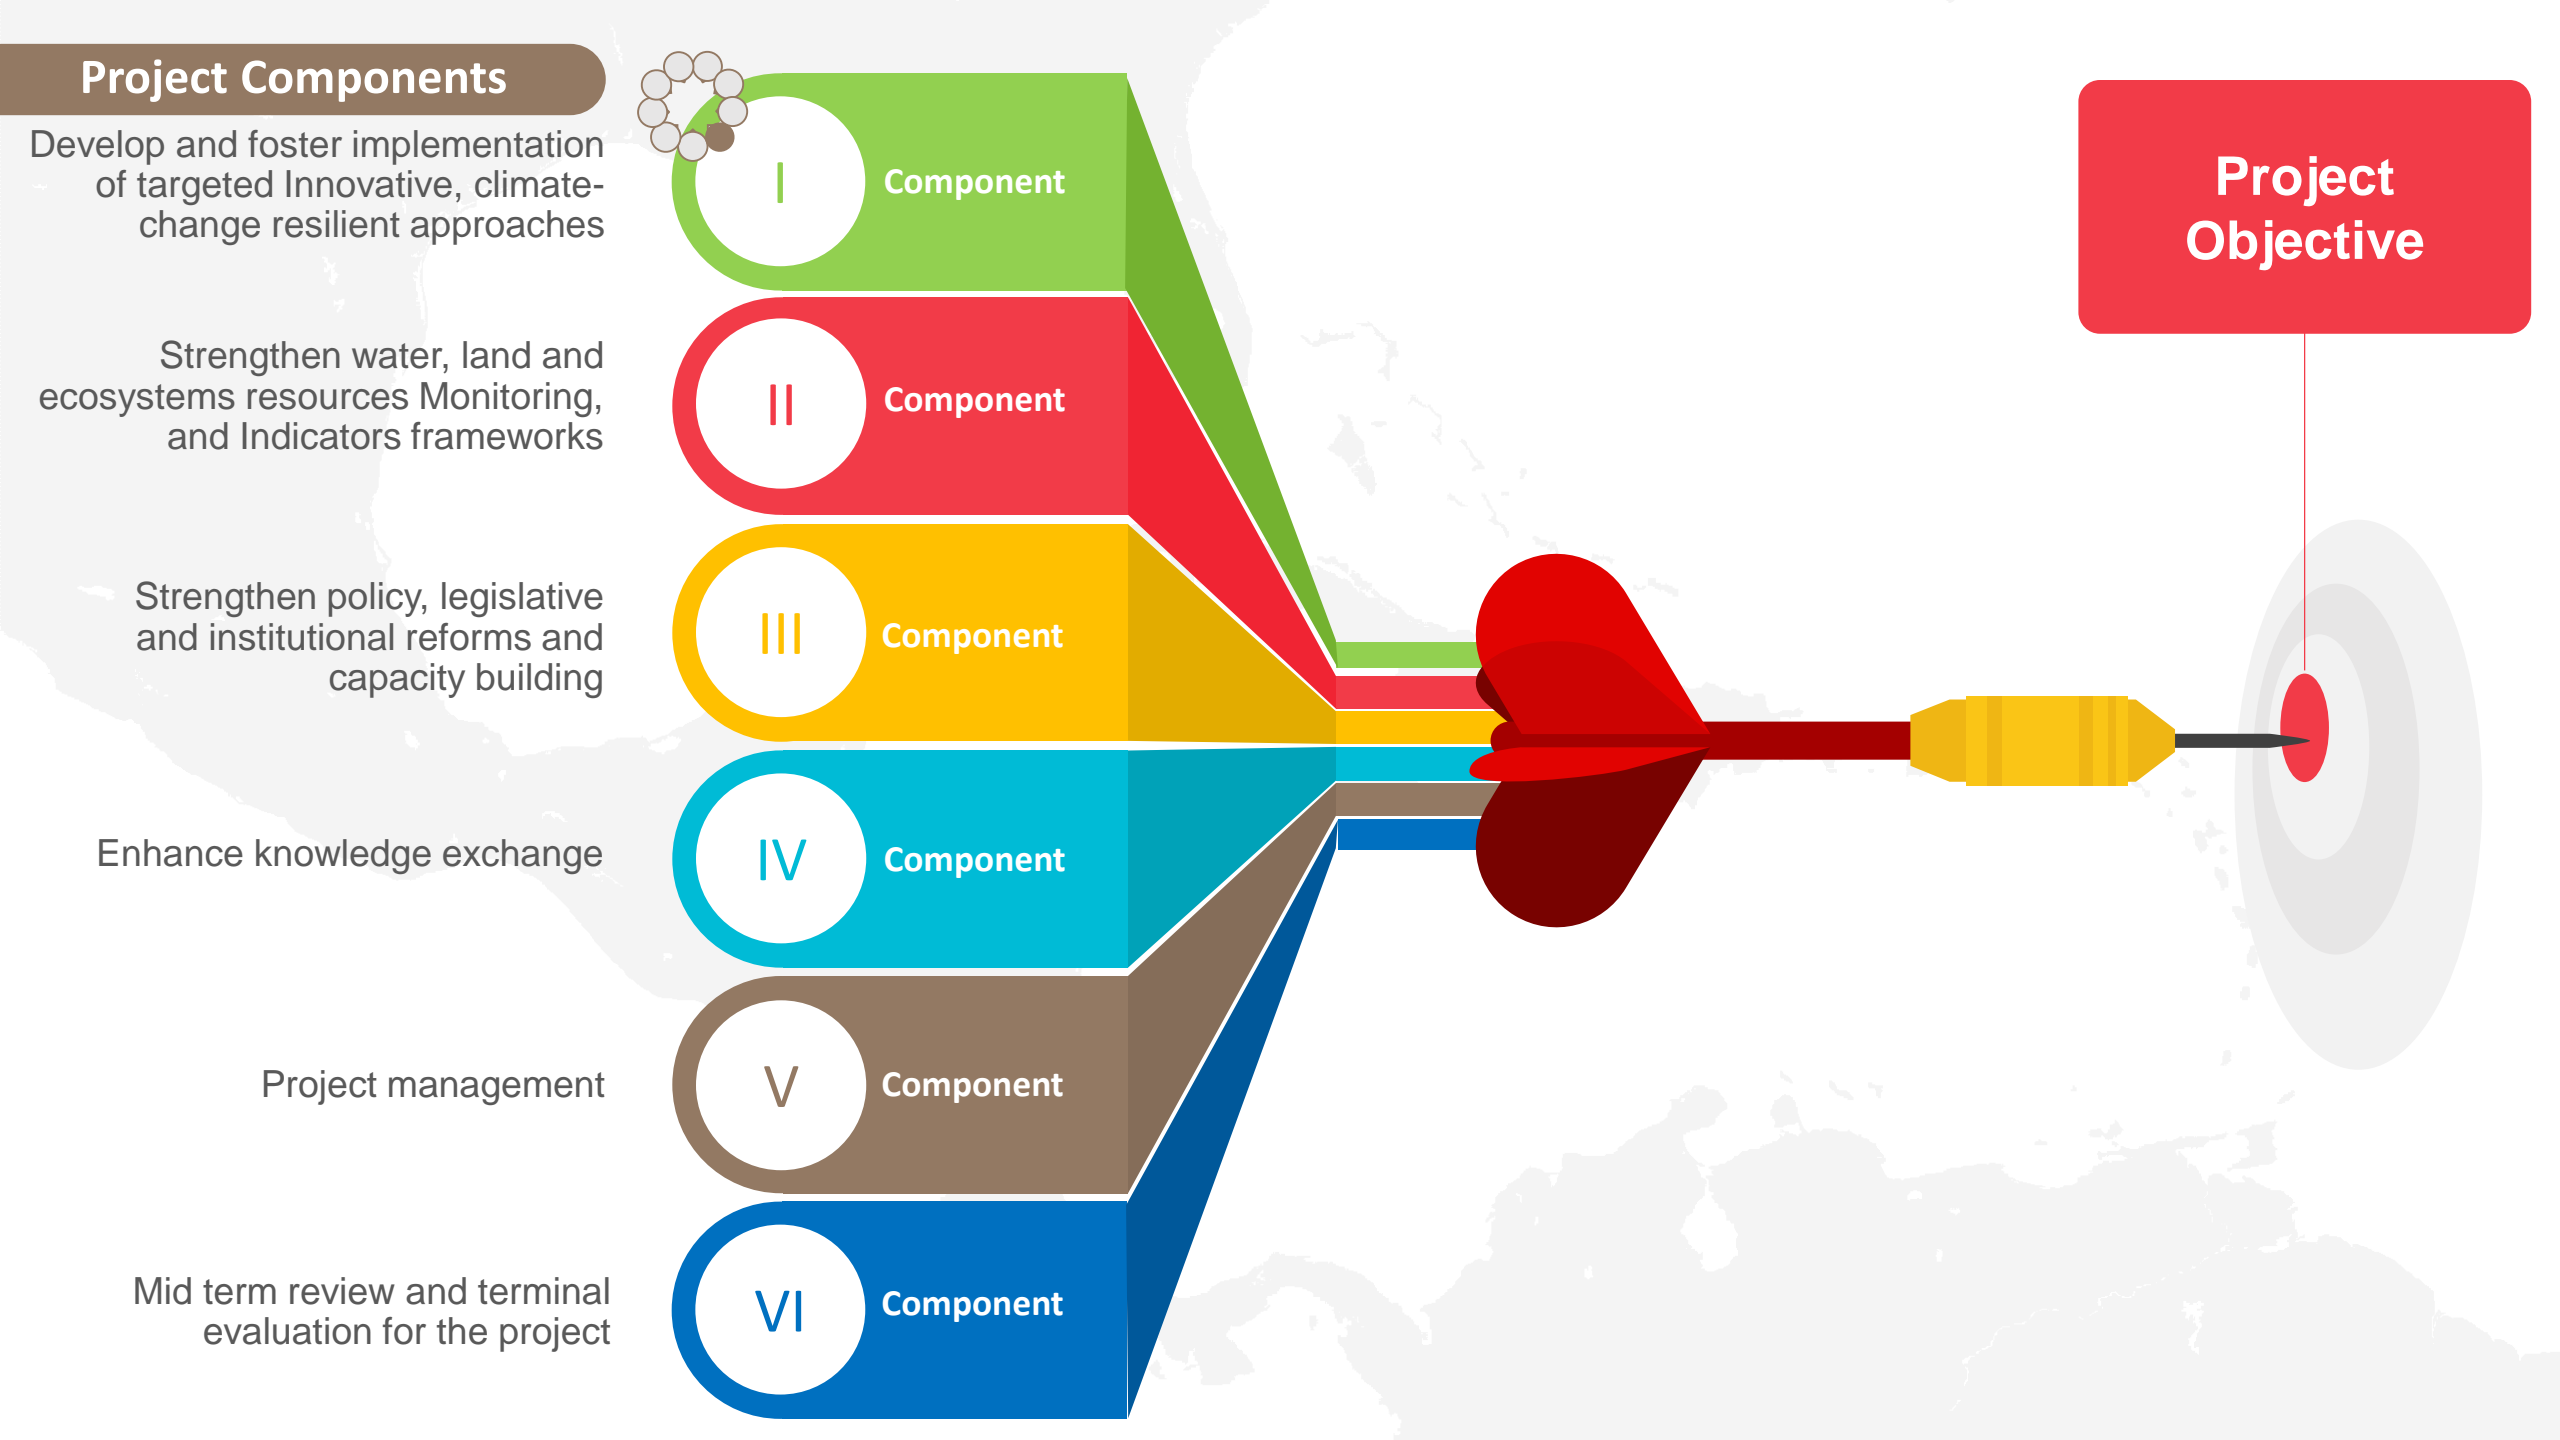 Project Components
Develop and foster implementation
of targeted Innovative, climate-
change resilient approaches
I
Component
Strengthen water, land and
ecosystems resources Monitoring,
and Indicators frameworks
II
Component
Strengthen policy, legislative
and institutional reforms and
capacity building
III
Component
Enhance knowledge exchange
IV
Component
Project management
V
Component
Mid term review and terminal
evaluation for the project
VI
Component
Project
Objective